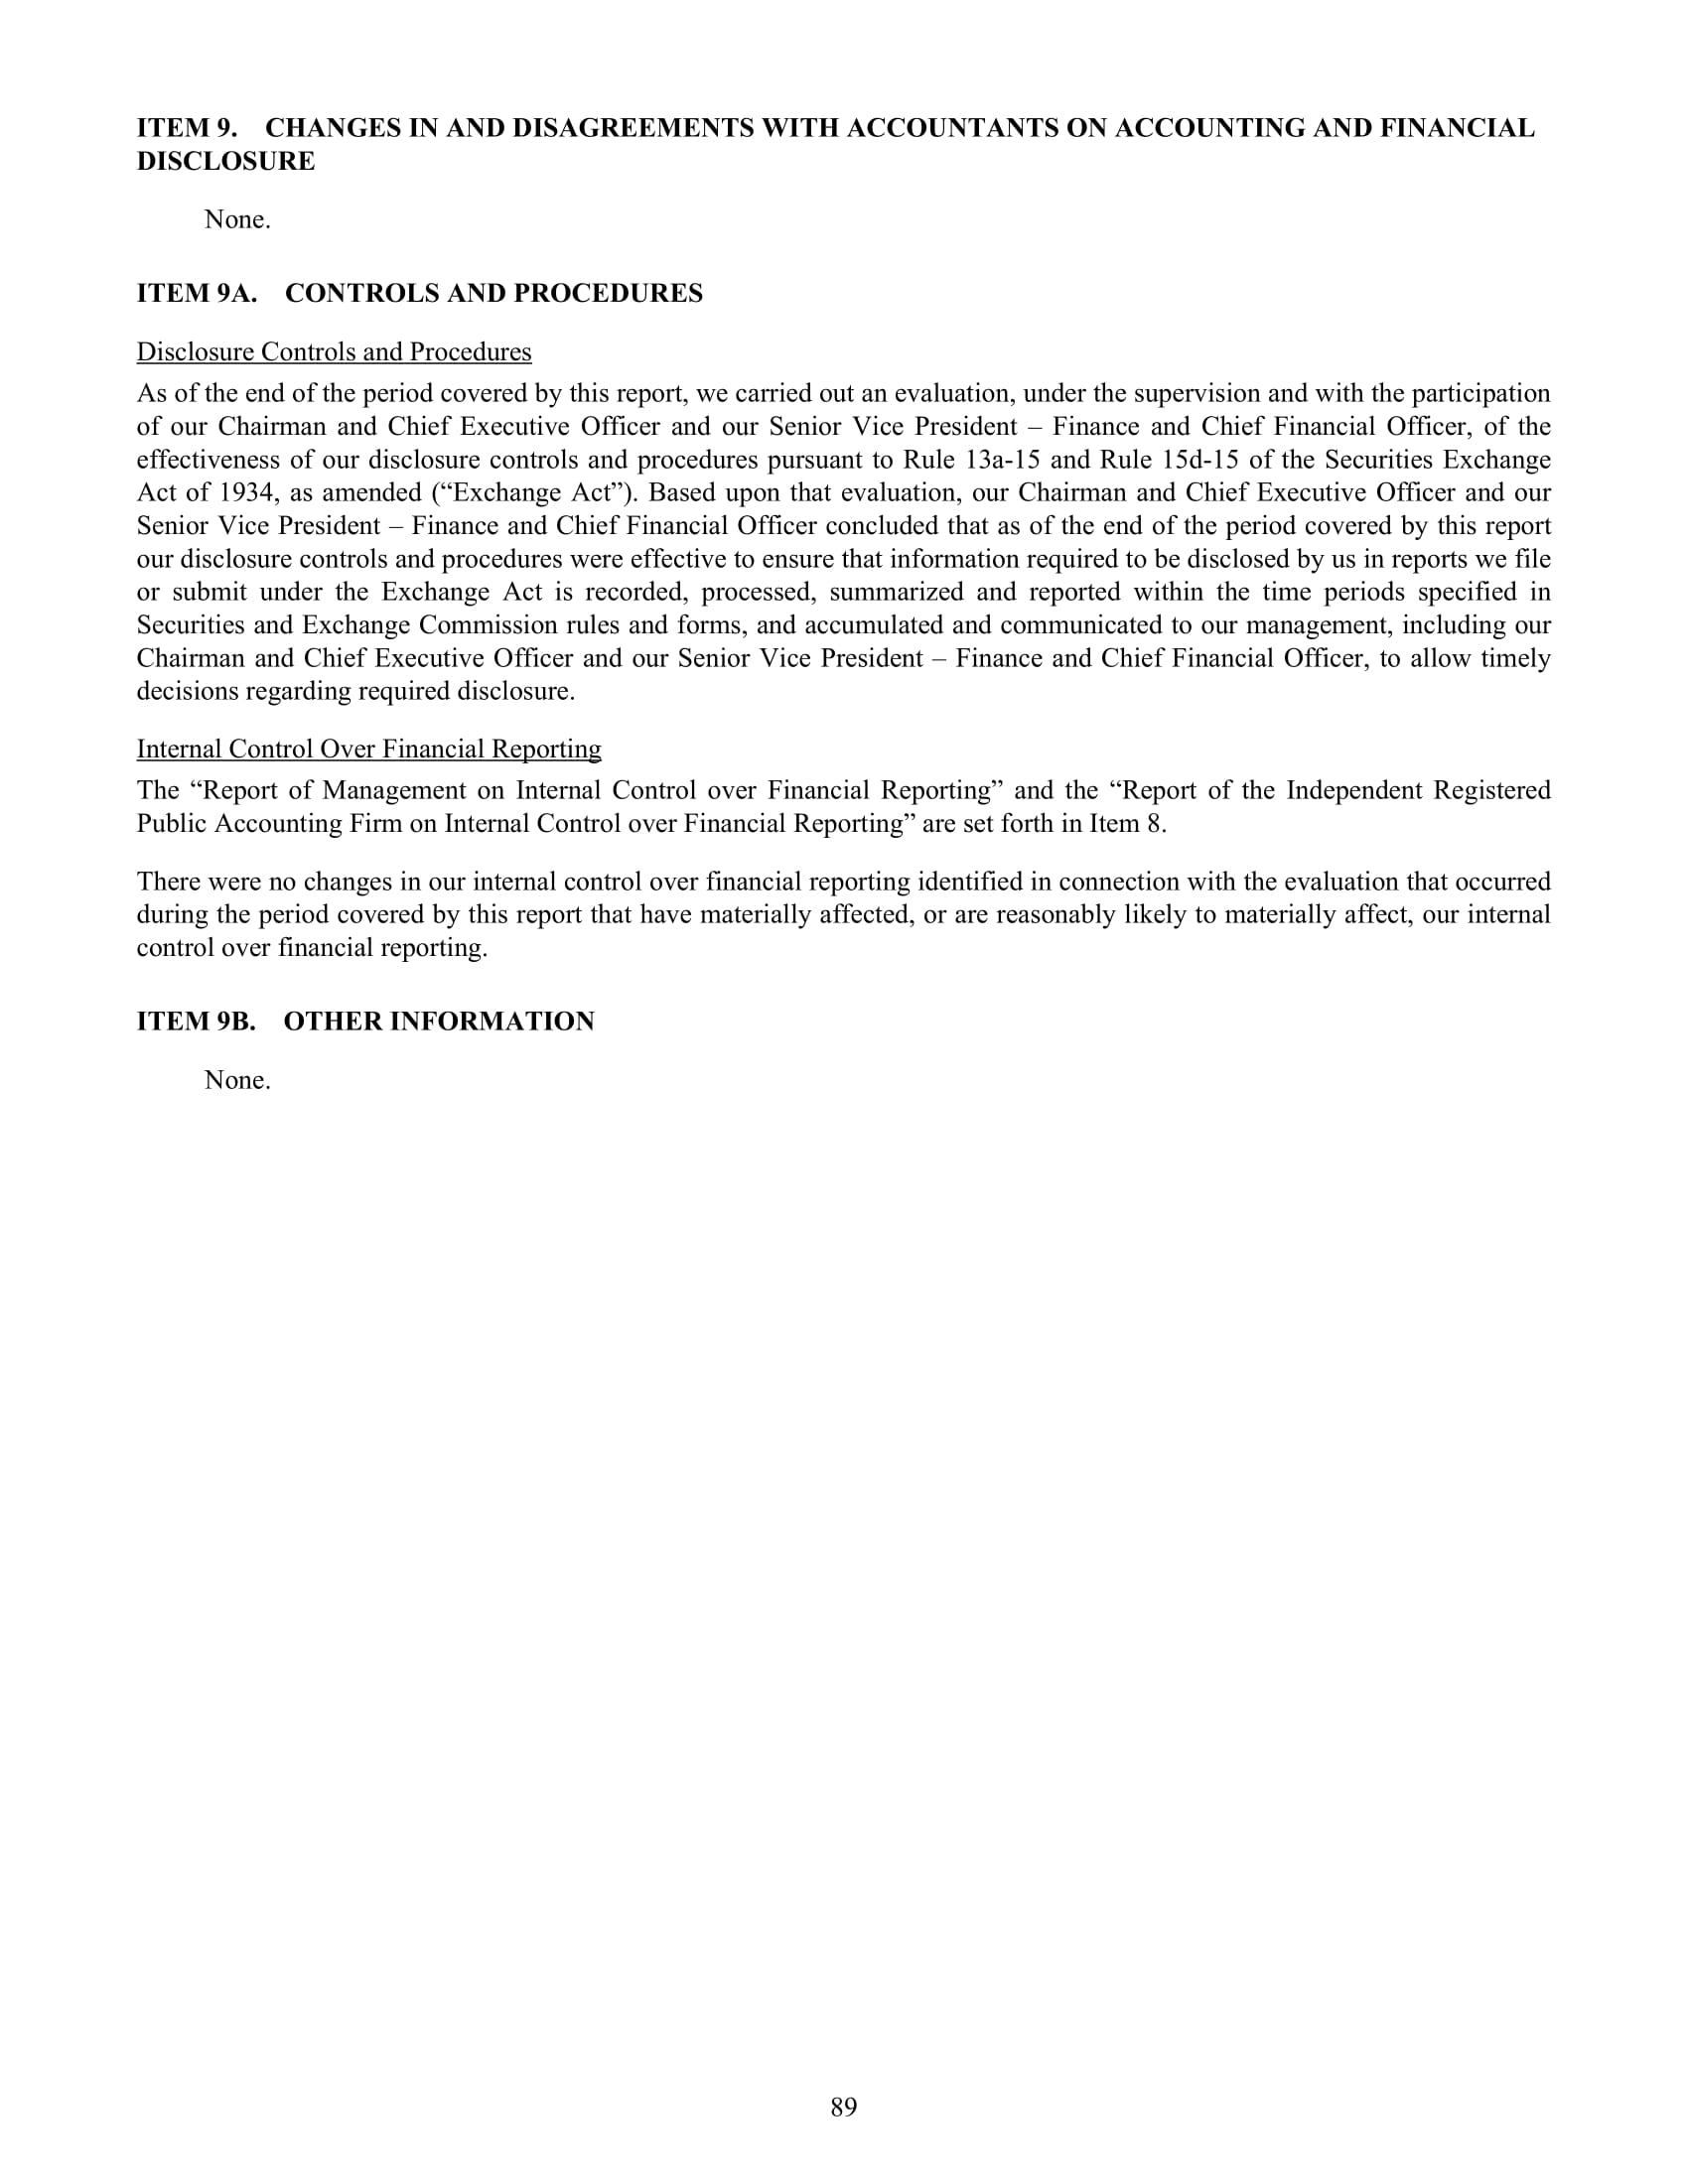 ITEM 9. CHANGES IN AND DISAGREEMENTS WITH ACCOUNTANTS ON ACCOUNTING AND FINANCIAL
DISCLOSURE
None.
ITEM 9A. CONTROLS AND PROCEDURES
Disclosure Controls and Procedures
As of the end of the period covered by this report, we carried out an evaluation, under the supervision and with the participation
of our Chairman and Chief Executive Officer and our Senior Vice President – Finance and Chief Financial Officer, of the
effectiveness of our disclosure controls and procedures pursuant to Rule 13a-15 and Rule 15d-15 of the Securities Exchange
Act of 1934, as amended (“Exchange Act”). Based upon that evaluation, our Chairman and Chief Executive Officer and our
Senior Vice President – Finance and Chief Financial Officer concluded that as of the end of the period covered by this report
our disclosure controls and procedures were effective to ensure that information required to be disclosed by us in reports we file
or submit under the Exchange Act is recorded, processed, summarized and reported within the time periods specified in
Securities and Exchange Commission rules and forms, and accumulated and communicated to our management, including our
Chairman and Chief Executive Officer and our Senior Vice President – Finance and Chief Financial Officer, to allow timely
decisions regarding required disclosure.
Internal Control Over Financial Reporting
The “Report of Management on Internal Control over Financial Reporting” and the “Report of the Independent Registered
Public Accounting Firm on Internal Control over Financial Reporting” are set forth in Item 8.
There were no changes in our internal control over financial reporting identified in connection with the evaluation that occurred
during the period covered by this report that have materially affected, or are reasonably likely to materially affect, our internal
control over financial reporting.
ITEM 9B. OTHER INFORMATION
None.
89